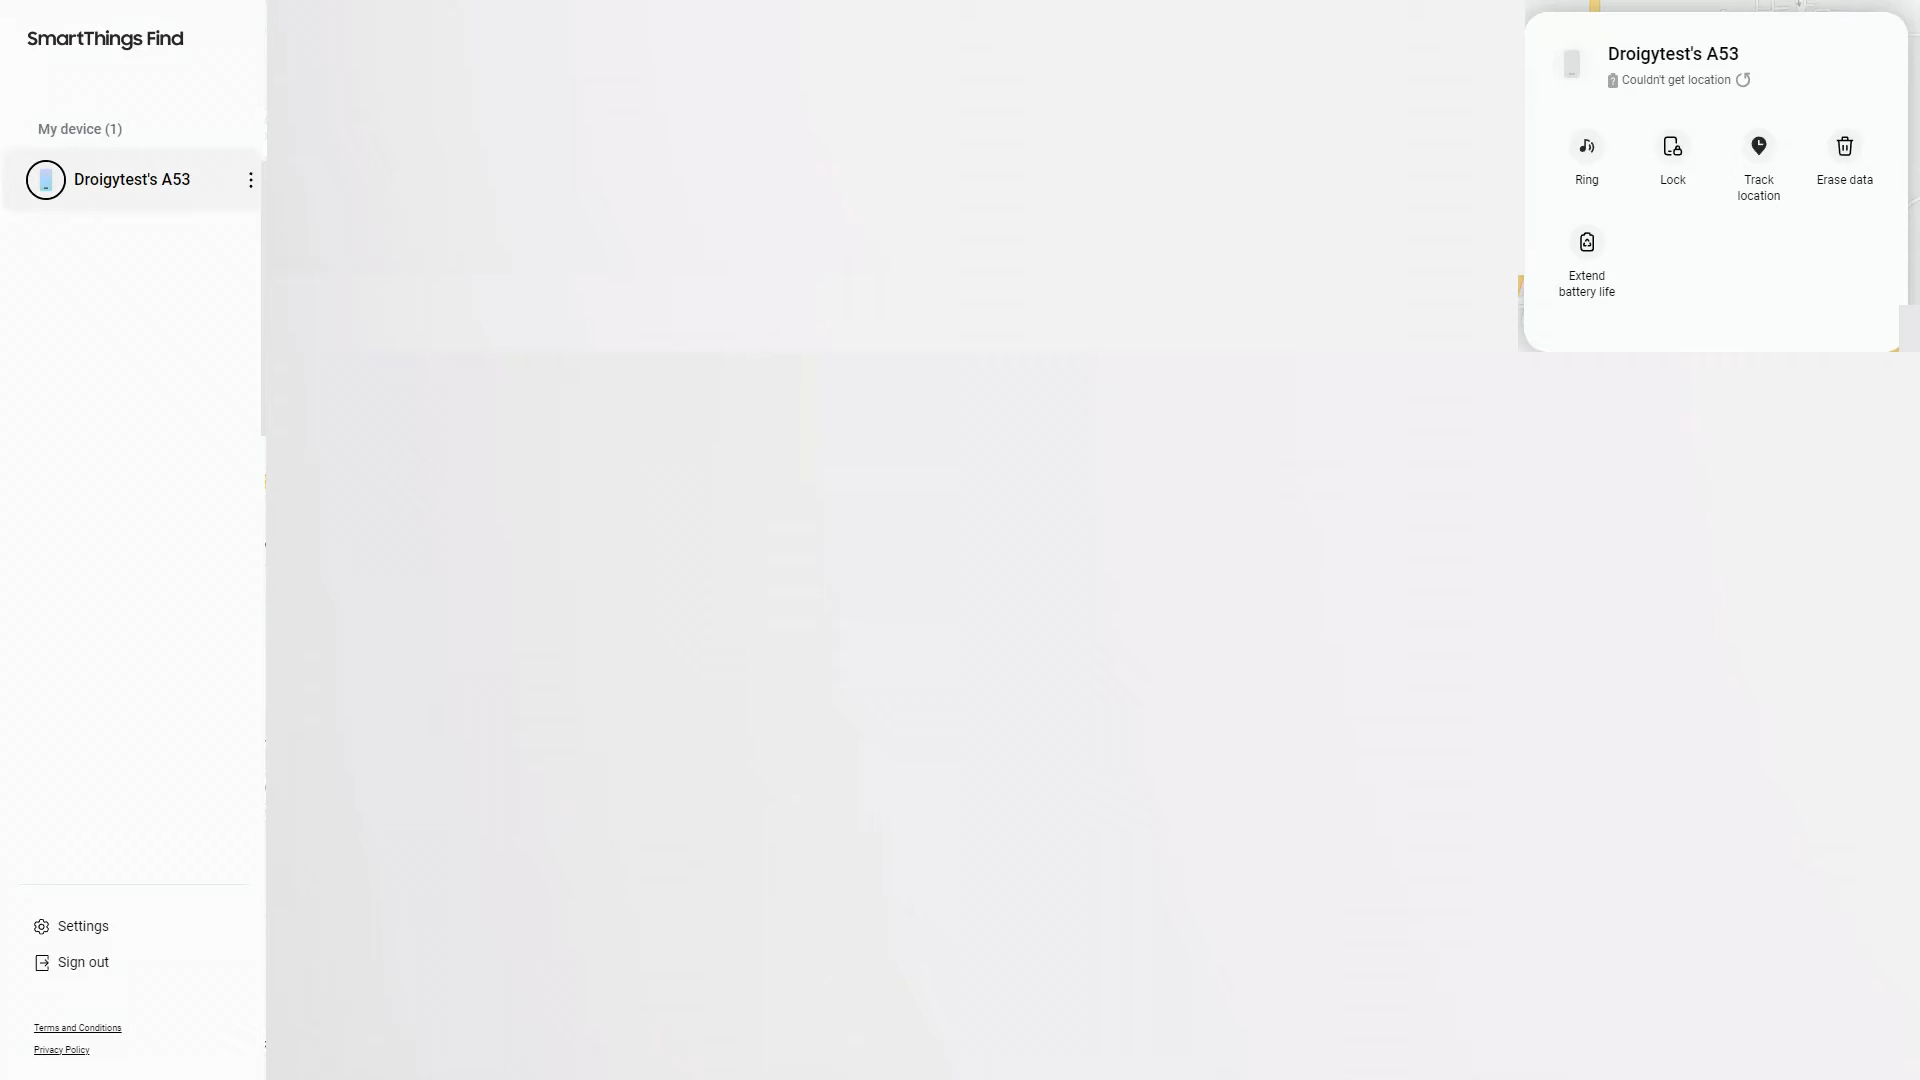 SmartThings Find
My device (1)
Droigytest's A53
Settings
Sign out
Terms and Conditions
Privacy Policy
Droigytest's A53
Couldn't get location
Ring
Lock
Track
location
Erase data
Extend
battery life